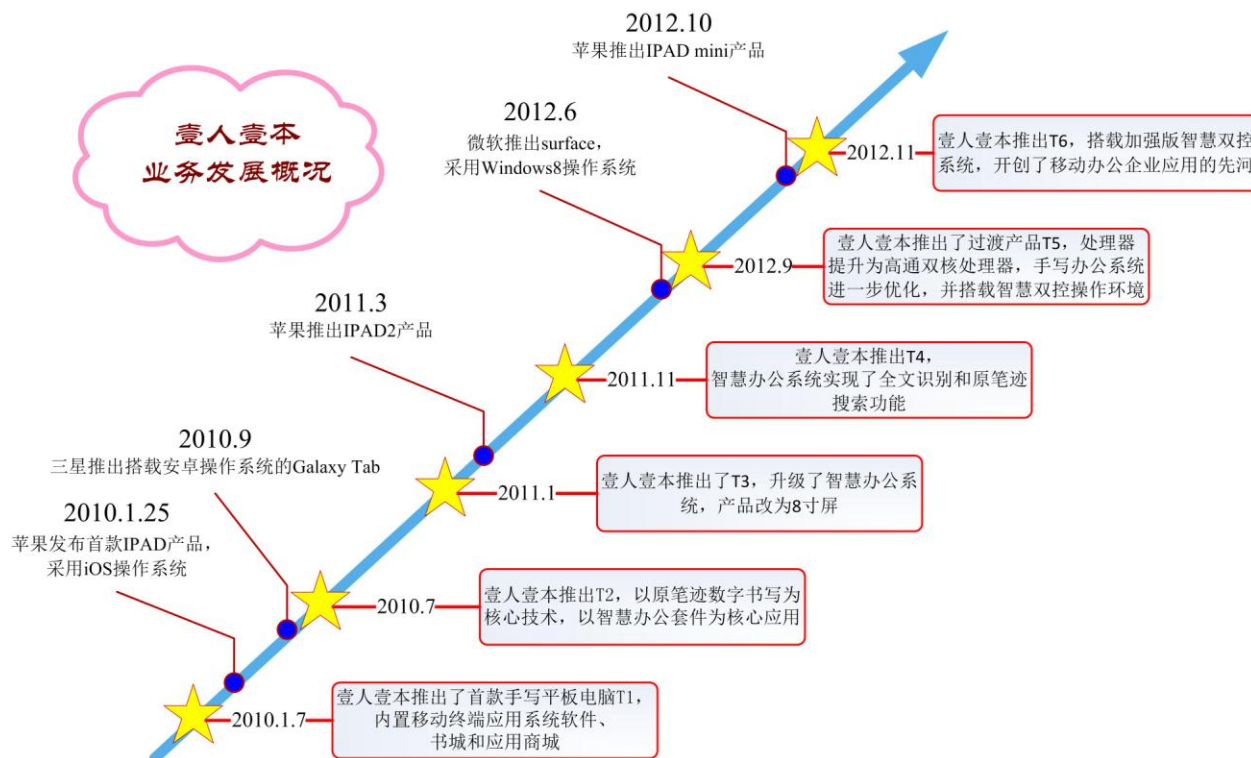 2012.10
苹果推出IPAD mini产品
壹人壹本
业务发展概况
2012.6
微软推出surface，
采用Windows8操作系统
2012.11
壹人壹本推出T6，搭载加强版智慧双控
系统，开创了移动办公企业应用的先河
2012.9
壹人壹本推出了过渡产品T5，处理器
提升为高通双核处理器，手写办公系统
进一步优化，并搭载智慧双控操作环境
2011.3
苹果推出IPAD2产品
2011.11
壹人壹本推出T4，
智慧办公系统实现了全文识别和原笔迹
搜索功能
2010.9
三星推出搭载安卓操作系统的Galaxy Tab
2011.1
壹人壹本推出了T3，升级了智慧办公系
统，产品改为8寸屏
2010.1.25
苹果发布首款IPAD产品，
采用iOS操作系统
2010.7
壹人壹本推出T2，以原笔迹数字书写为
核心技术，以智慧办公套件为核心应用
2010.1.7
壹人壹本推出了首款手写平板电脑T1，
内置移动终端应用系统软件、
书城和应用商城